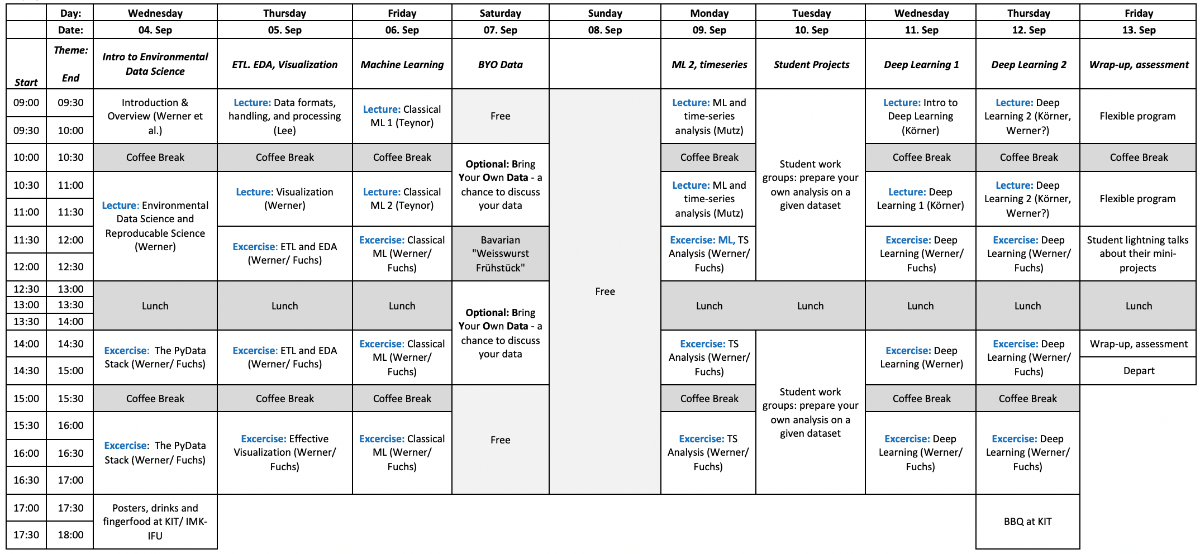 Day: Wednesday Thursday Friday Saturday Sunday Monday Tuesday Wednesday Thursday Friday
Date: 04. Sep 05. Sep 06. Sep 07. Sep 08. Sep 09. Sep 10. Sep 11. Sep 12. Sep 13. Sep
Start
Theme:
End
Intro to Environmental
Data Science
ETL. EDA, Visualization
Machine Learning
BYO Data
ML 2, timeseries
Student Projects
Deep Learning 1
Deep Learning 2
Wrap-up, assessment
09:00 09:30
09:30 10:00
Introduction &
Overview (Werner et
al.)
Lecture: Data formats,
handling, and processing
(Lee)
Lecture: Classical
ML 1 (Teynor)
Free
Lecture: ML and
time-series
analysis (Mutz)
Lecture: Intro to
Deep Learning
(Körner)
Lecture: Deep
Learning 2 (Körner,
Werner?)
Flexible program
10:00 10:30
Coffee Break
Coffee Break
Coffee Break
Coffee Break
Coffee Break
Coffee Break
Coffee Break
Optional: Bring
Your Own Data - a
chance to discuss
your data
Student work
groups: prepare your
own analysis on a
given dataset
10:30 11:00
11:00 11:30
Lecture: Environmental
Data Science and
Reproducable Science
(Werner)
Lecture: Visualization
(Werner)
Lecture: Classical
ML 2 (Teynor)
Lecture: ML and
time-series
analysis (Mutz)
Lecture: Deep
Learning 1 (Körner)
Lecture: Deep
Learning 2 (Körner,
Werner?)
Flexible program
11:30 12:00
12:00 12:30
Excercise: ETL and EDA
(Werner/ Fuchs)
Excercise: Classical
ML (Werner/
Fuchs)
Bavarian
"Weisswurst
Frühstück"
Excercise: ML, TS
Analysis (Werner/
Fuchs)
Excercise: Deep
Learning (Werner/
Fuchs)
Excercise: Deep
Learning (Werner/
Fuchs)
Student lightning talks
about their mini-
projects
12:30 13:00
13:00 13:30
13:30 14:00
Lunch
Lunch
Lunch
Free
Lunch
Lunch
Lunch
Lunch
Lunch
Optional: Bring
Your Own Data - a
chance to discuss
your data
14:00 14:30
14:30 15:00
Excercise: The PyData
Stack (Werner/ Fuchs)
Excercise: ETL and EDA
(Werner/ Fuchs)
Excercise: Classical
ML (Werner/
Fuchs)
Excercise: TS
Analysis (Werner/
Fuchs)
Excercise: Deep
Learning (Werner)
Excercise: Deep
Learning (Werner/
Fuchs)
Wrap-up, assessment
Depart
15:00 15:30
Coffee Break
Coffee Break
Coffee Break
Coffee Break
Coffee Break
Coffee Break
Student work
groups: prepare your
own analysis on a
given dataset
15:30 16:00
16:00 16:30
16:30 17:00
Excercise: The PyData
Stack (Werner/ Fuchs)
Excercise: Effective
Visualization (Werner/
Fuchs)
Excercise: Classical
ML (Werner/
Fuchs)
Free
Excercise: TS
Analysis (Werner/
Fuchs)
Excercise: Deep
Learning (Werner/
Fuchs)
Excercise: Deep
Learning (Werner/
Fuchs)
17:00 17:30
17:30 18:00
Posters, drinks and
fingerfood at KIT/ IMK-
IFU
BBQ at KIT